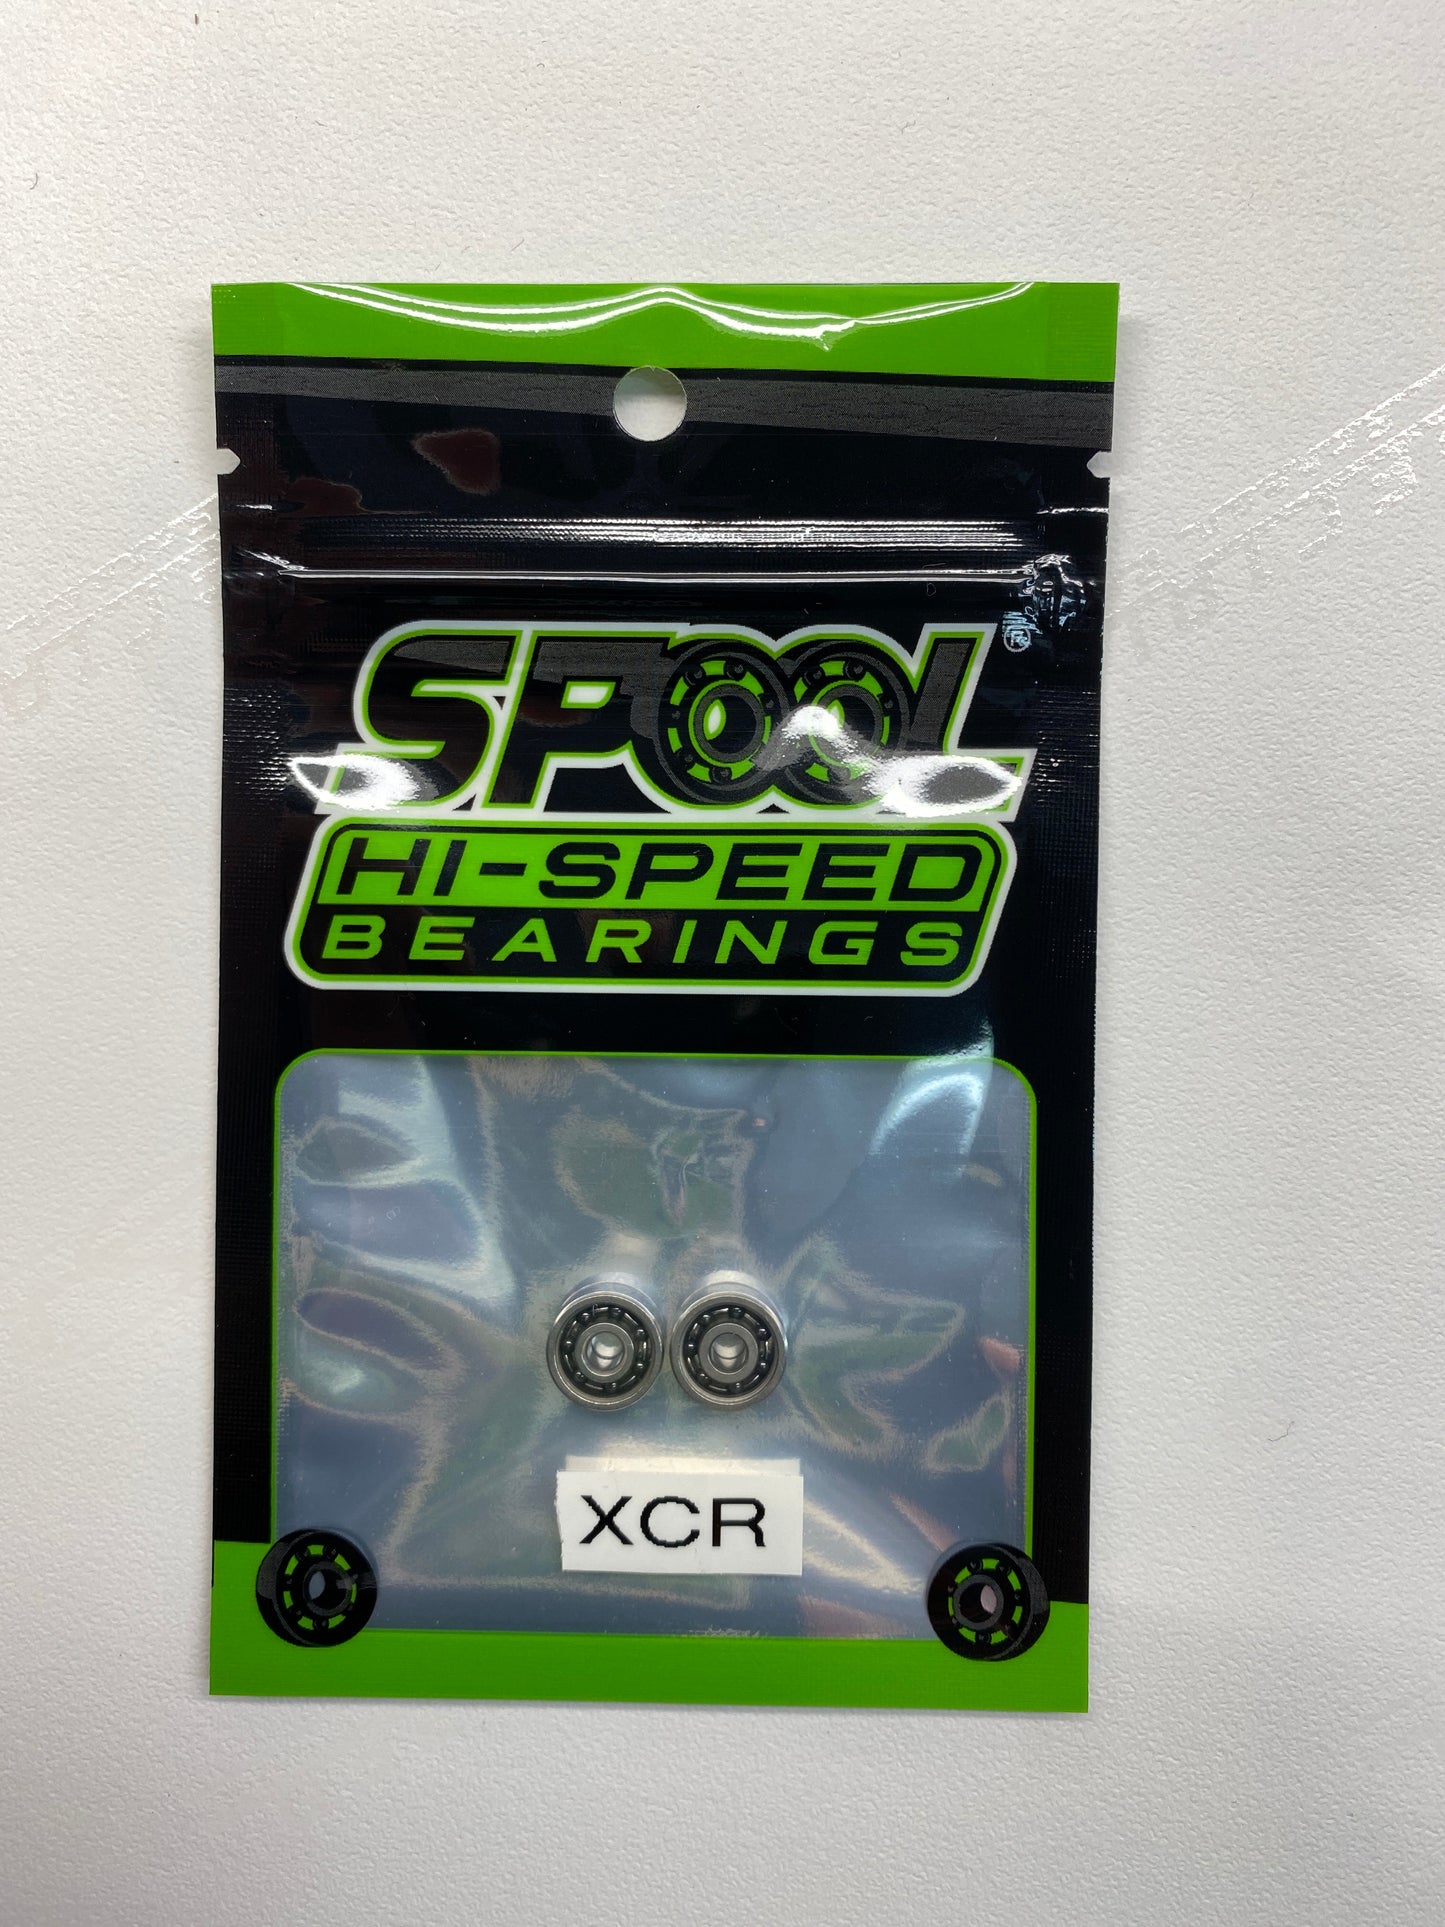 SPOOL®
HI-SPEED
BEARINGS
XCR